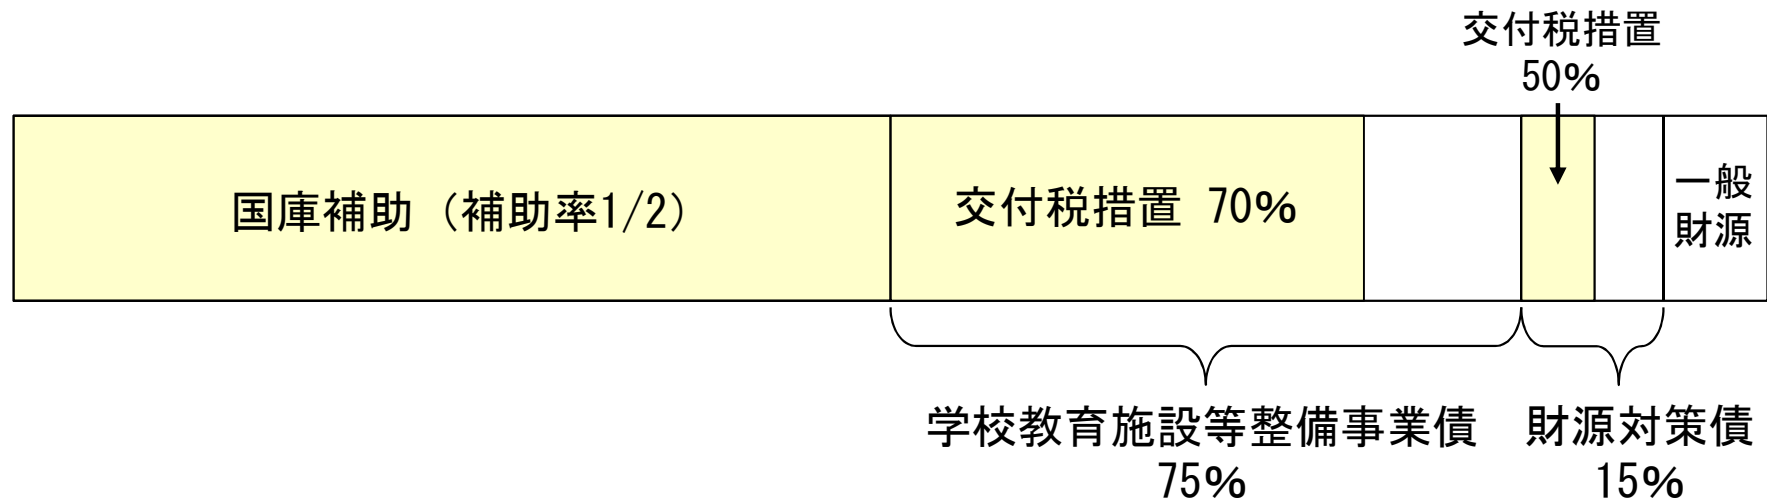 交付税措置
50%
国庫補助（補助率1/2）
交付税措置 70%
一般
財源
学校教育施設等整備事業債
75%
財源対策債
15%